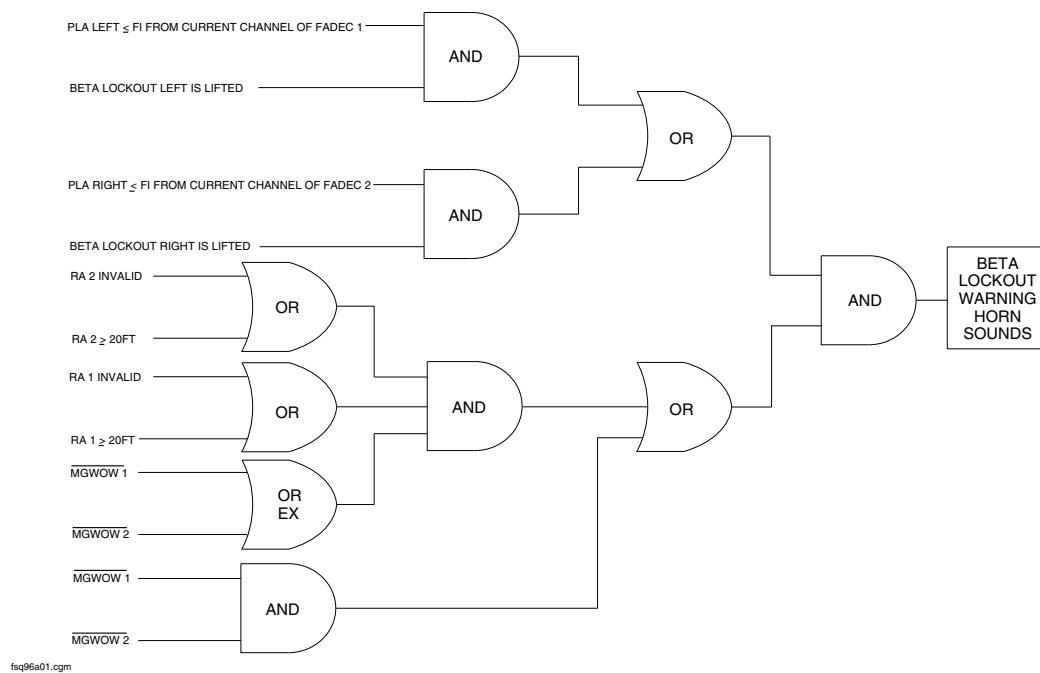 PLA LEFT ≤ FI FROM CURRENT CHANNEL OF FADEC 1
AND
BETA LOCKOUT LEFT IS LIFTED
OR
PLA RIGHT ≤ FI FROM CURRENT CHANNEL OF FADEC 2
AND
BETA LOCKOUT RIGHT IS LIFTED
RA 2 INVALID
OR
RA 2 ≥ 20FT
AND
BETA
LOCKOUT
WARNING
HORN
SOUNDS
RA 1 INVALID
OR
RA 1 ≥ 20FT
AND
OR
MGWOW 1
OR
EX
MGWOW 2
MGWOW 1
AND
MGWOW 2
fsq96a01.cgm